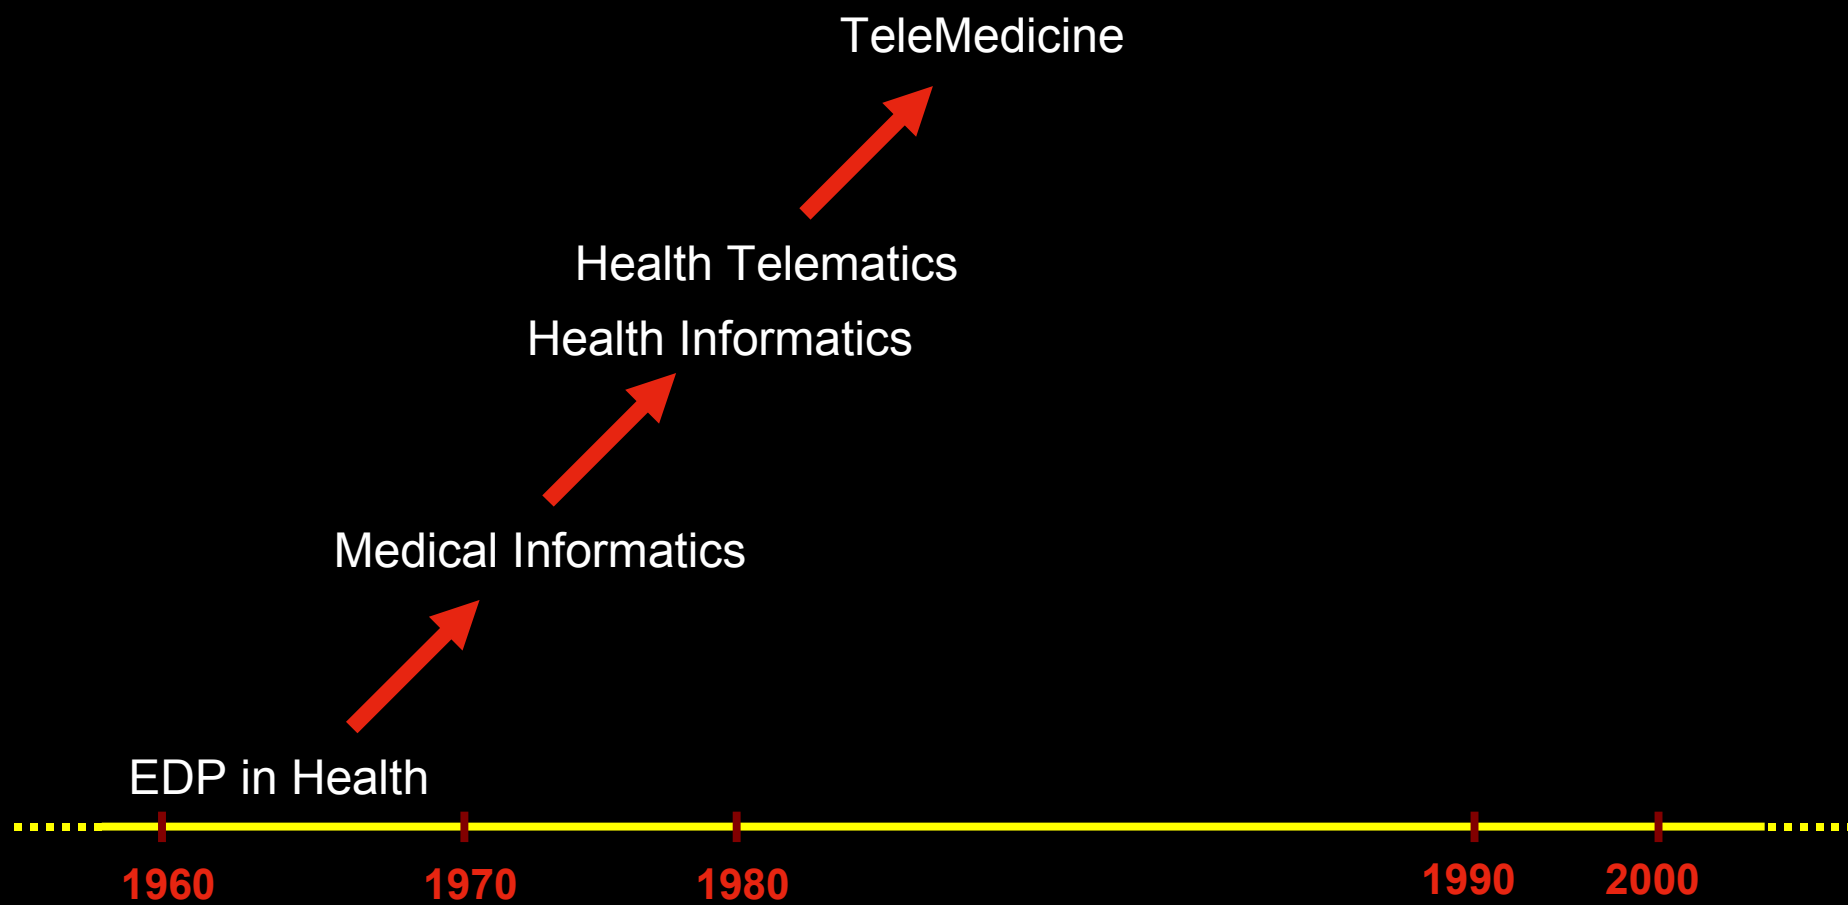 TeleMedicine
Health Telematics
Health Informatics
Medical Informatics
EDP in Health
1960 1970 1980 1990 2000